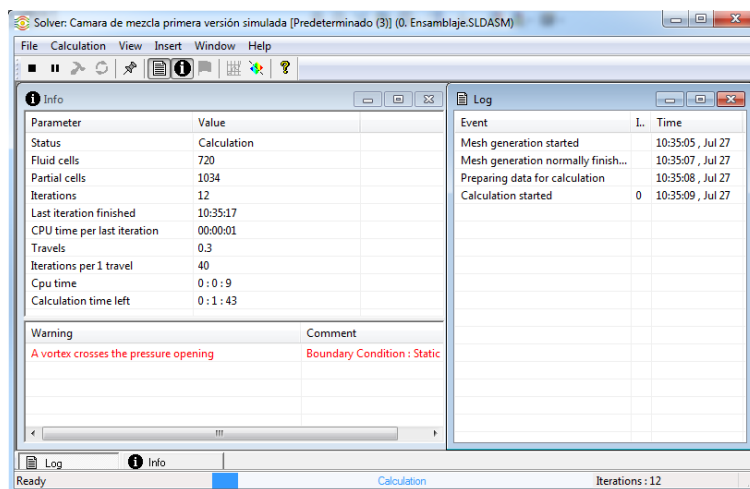 Solver: Camara de mezcla primera versión simulada [Predeterminado (3)] (0. Ensamblaje.SLDASM)
File Calculation View Insert Window Help
Info
Parameter Value
Status Calculation
Fluid cells 720
Partial cells 1034
Iterations 12
Last iteration finished 10:35:17
CPU time per last iteration 00:00:01
Travels 0.3
Iterations per 1 travel 40
Cpu time 0 : 0 : 9
Calculation time left 0 : 1 : 43
Warning Comment
A vortex crosses the pressure opening Boundary Condition : Static
Log
Event I.. Time
Mesh generation started 10:35:05 , Jul 27
Mesh generation normally finish... 10:35:07 , Jul 27
Preparing data for calculation 10:35:08 , Jul 27
Calculation started 0 10:35:09 , Jul 27
Log Info
Ready Calculation Iterations : 12